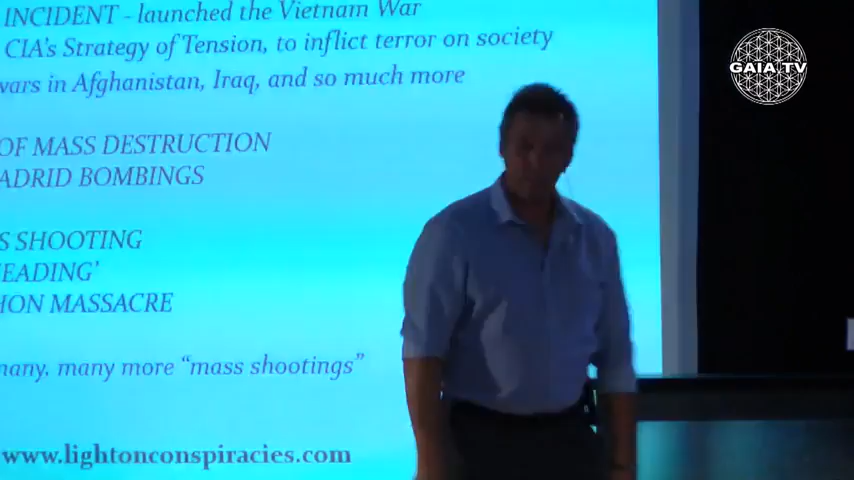 INCIDENT - launched the Vietnam War
CIA's Strategy of Tension, to inflict terror on society
wars in Afghanistan, Iraq, and so much more
OF MASS DESTRUCTION
ADRID BOMBINGS
S SHOOTING
EADING'
HON MASSACRE
many, many more “mass shootings”
www.lightonconspiracies.com
GAIA.TV